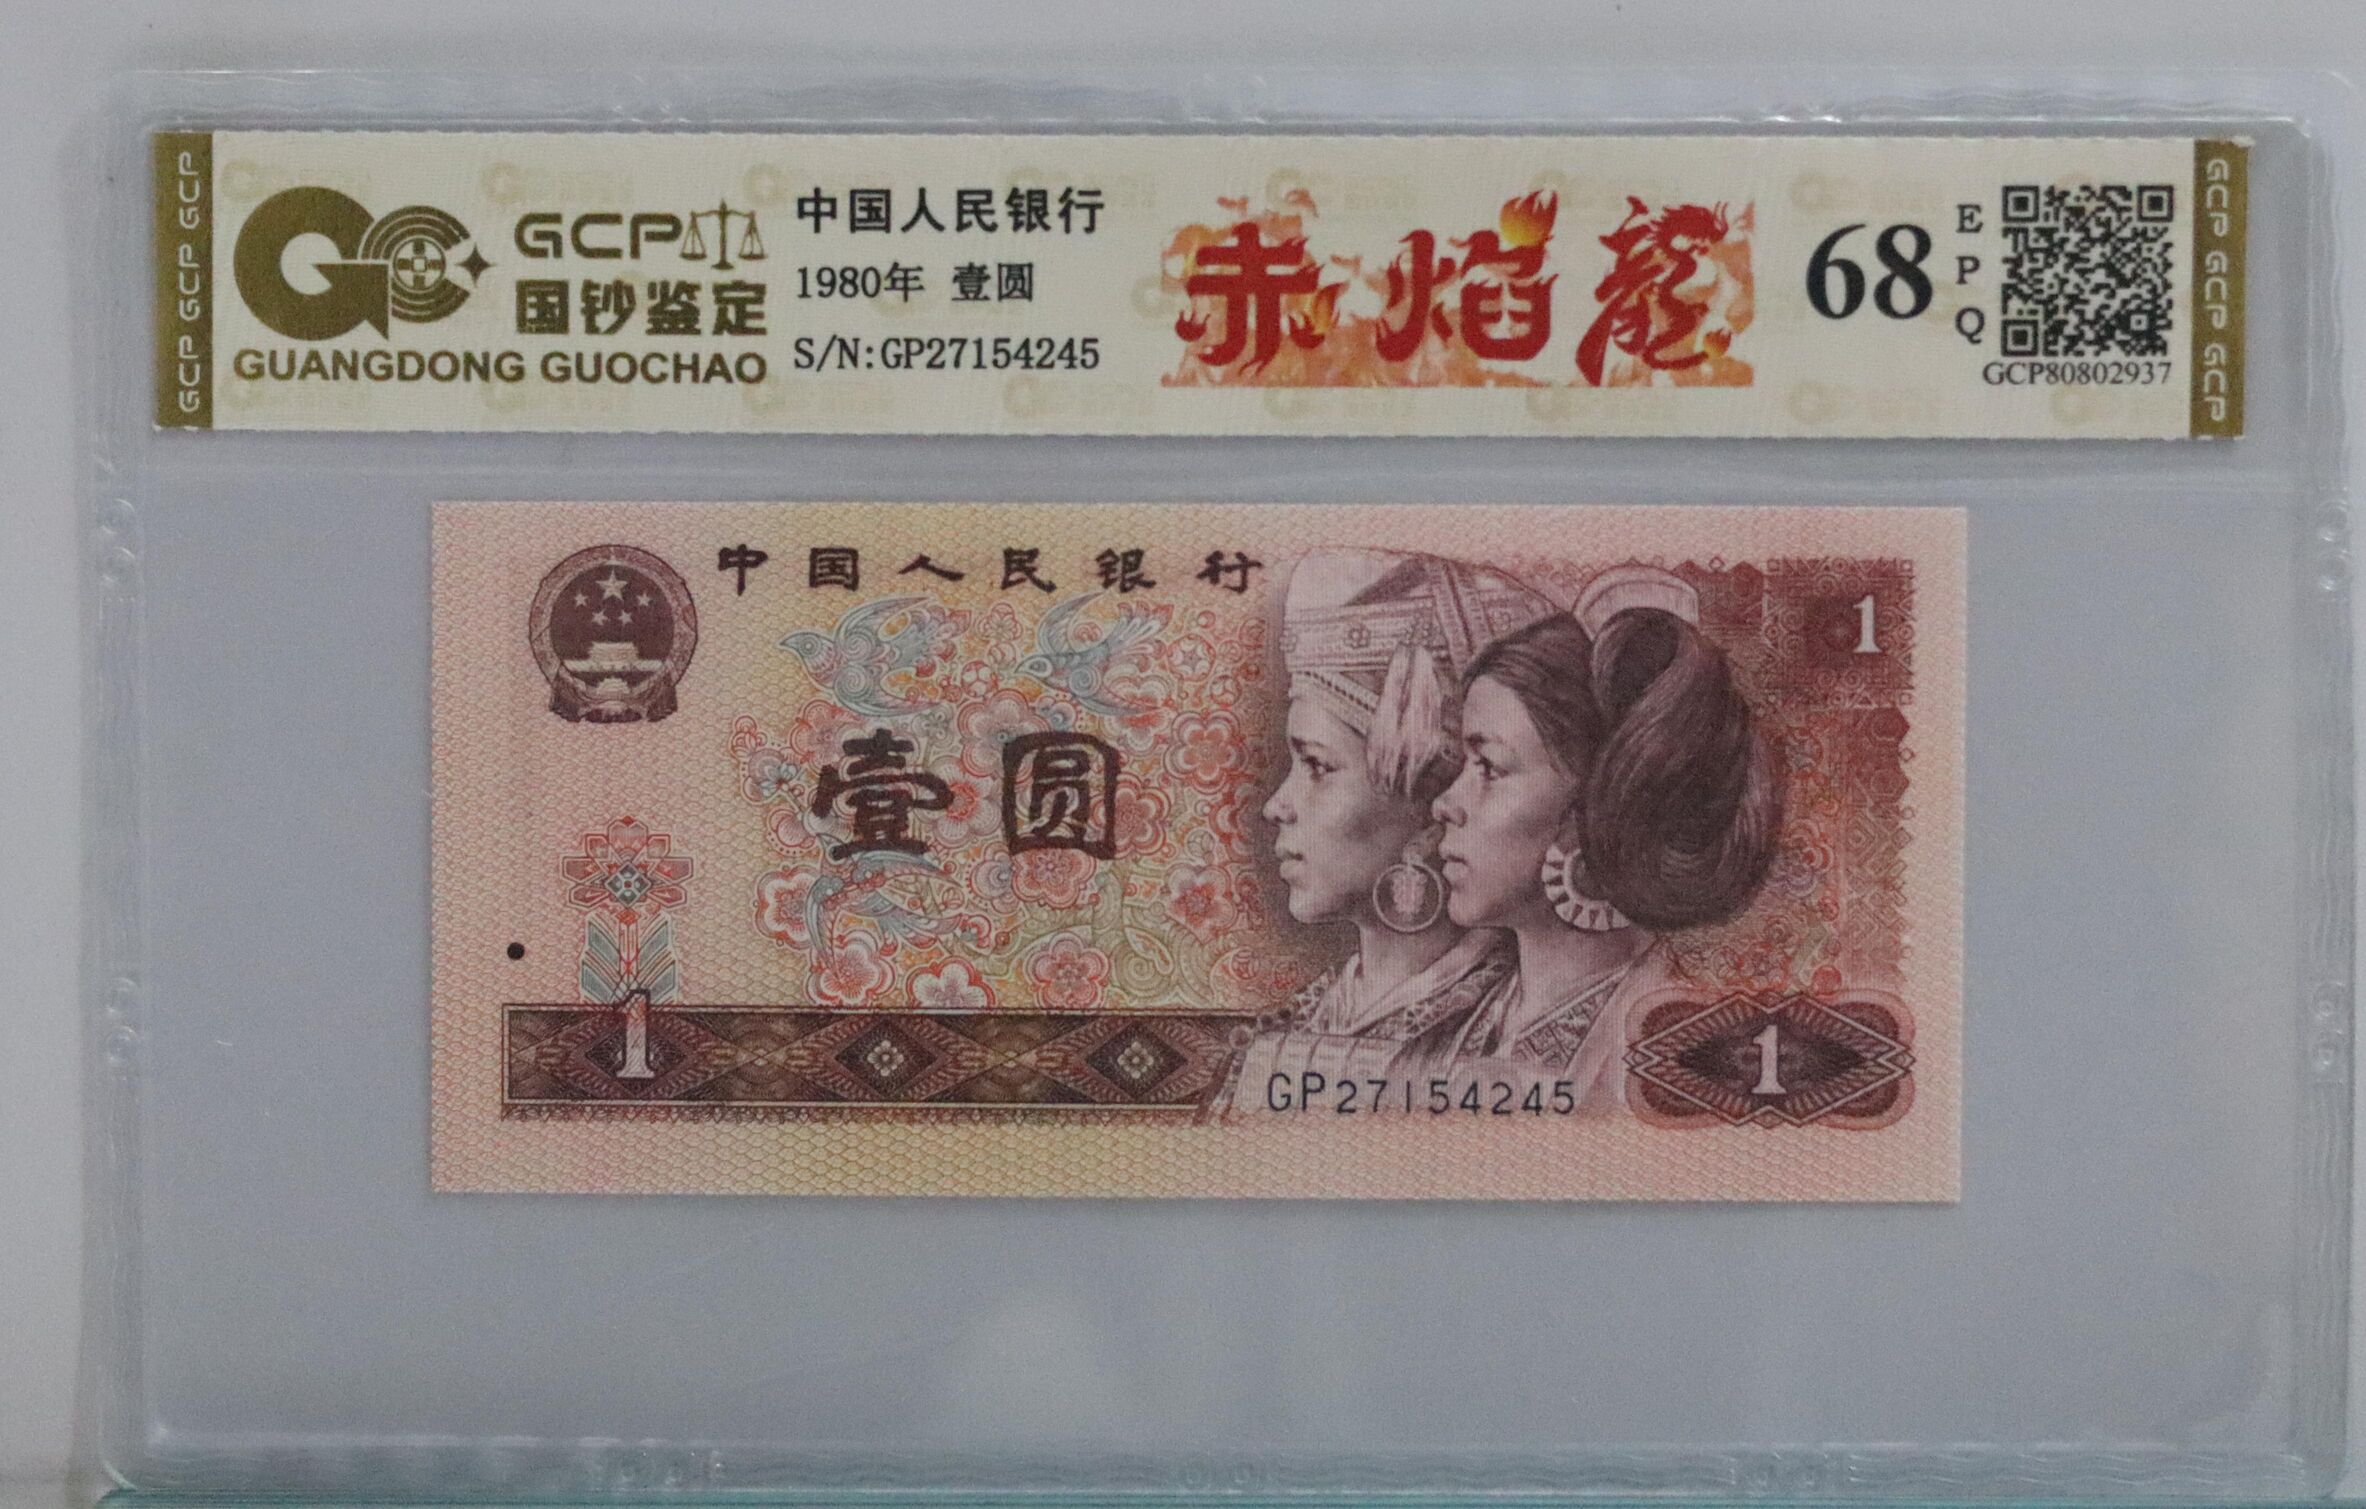 GCP GCP GCP
GCP
国钞鉴定
GUANGDONG GUOCHAO
中国人民银行
1980年 壹圆
S/N:GP27154245
赤焰龍
68
E
P
Q
GCP80802937
GCP GCP GCP
中国人民银行
1
壹圆
1
1
GP27154245